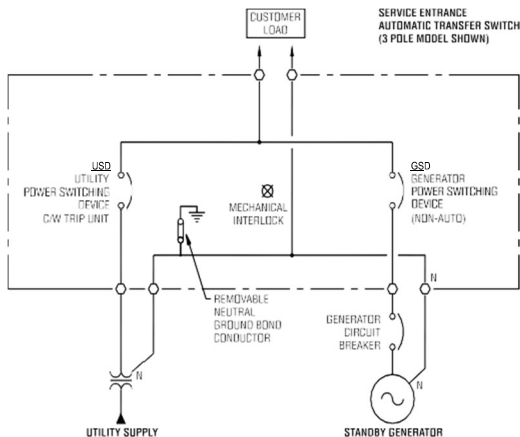 CUSTOMER
LOAD
SERVICE ENTRANCE
AUTOMATIC TRANSFER SWITCH
(3 POLE MODEL SHOWN)
USD
UTILITY
POWER SWITCHING
DEVICE
C/W TRIP UNIT
MECHANICAL
INTERLOCK
GSD
GENERATOR
POWER SWITCHING
DEVICE
(NON-AUTO)
N
REMOVABLE
NEUTRAL
GROUND BOND
CONDUCTOR
GENERATOR
CIRCUIT
BREAKER
N
N
UTILITY SUPPLY
STANDBY GENERATOR